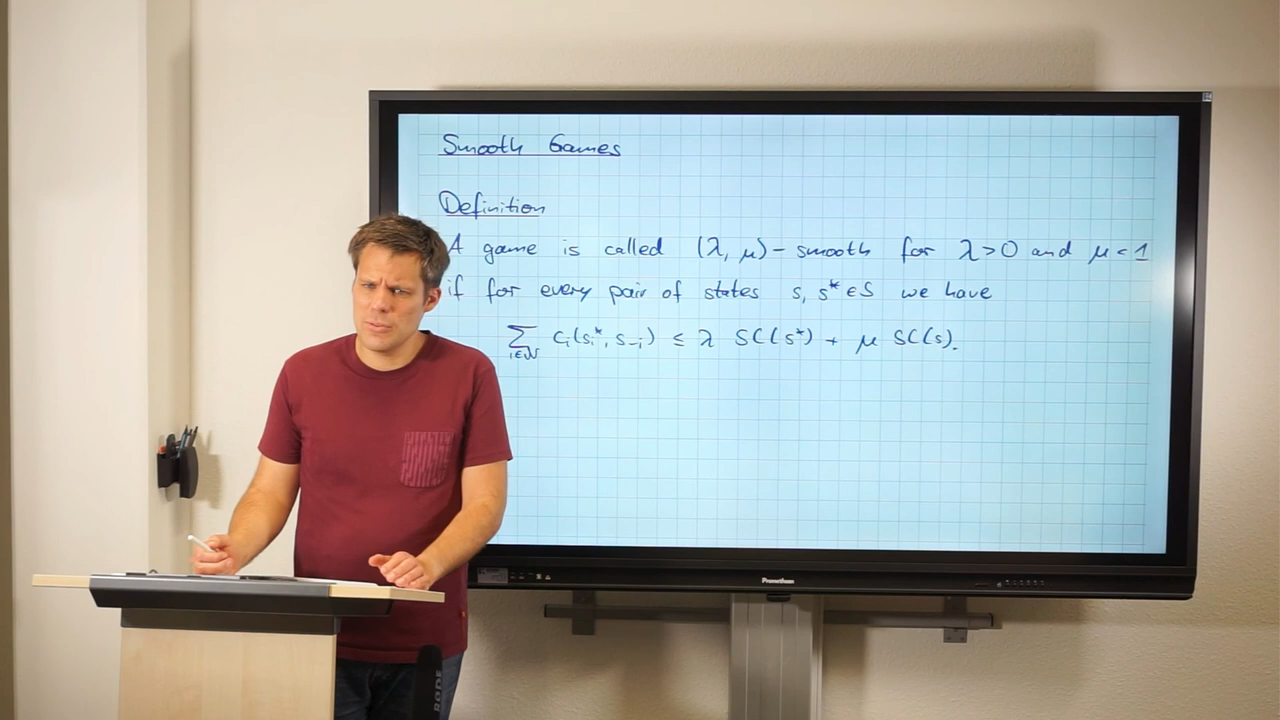 Smooth Games
Definition
A game is called (λ, μ) - smooth for λ>0 and μ<1
if for every pair of states s, s* ∈ S we have
∑ i∈N c_i(s_i*, s_-i) ≤ λ SC(s*) + μ SC(s).
Promethean
RODE